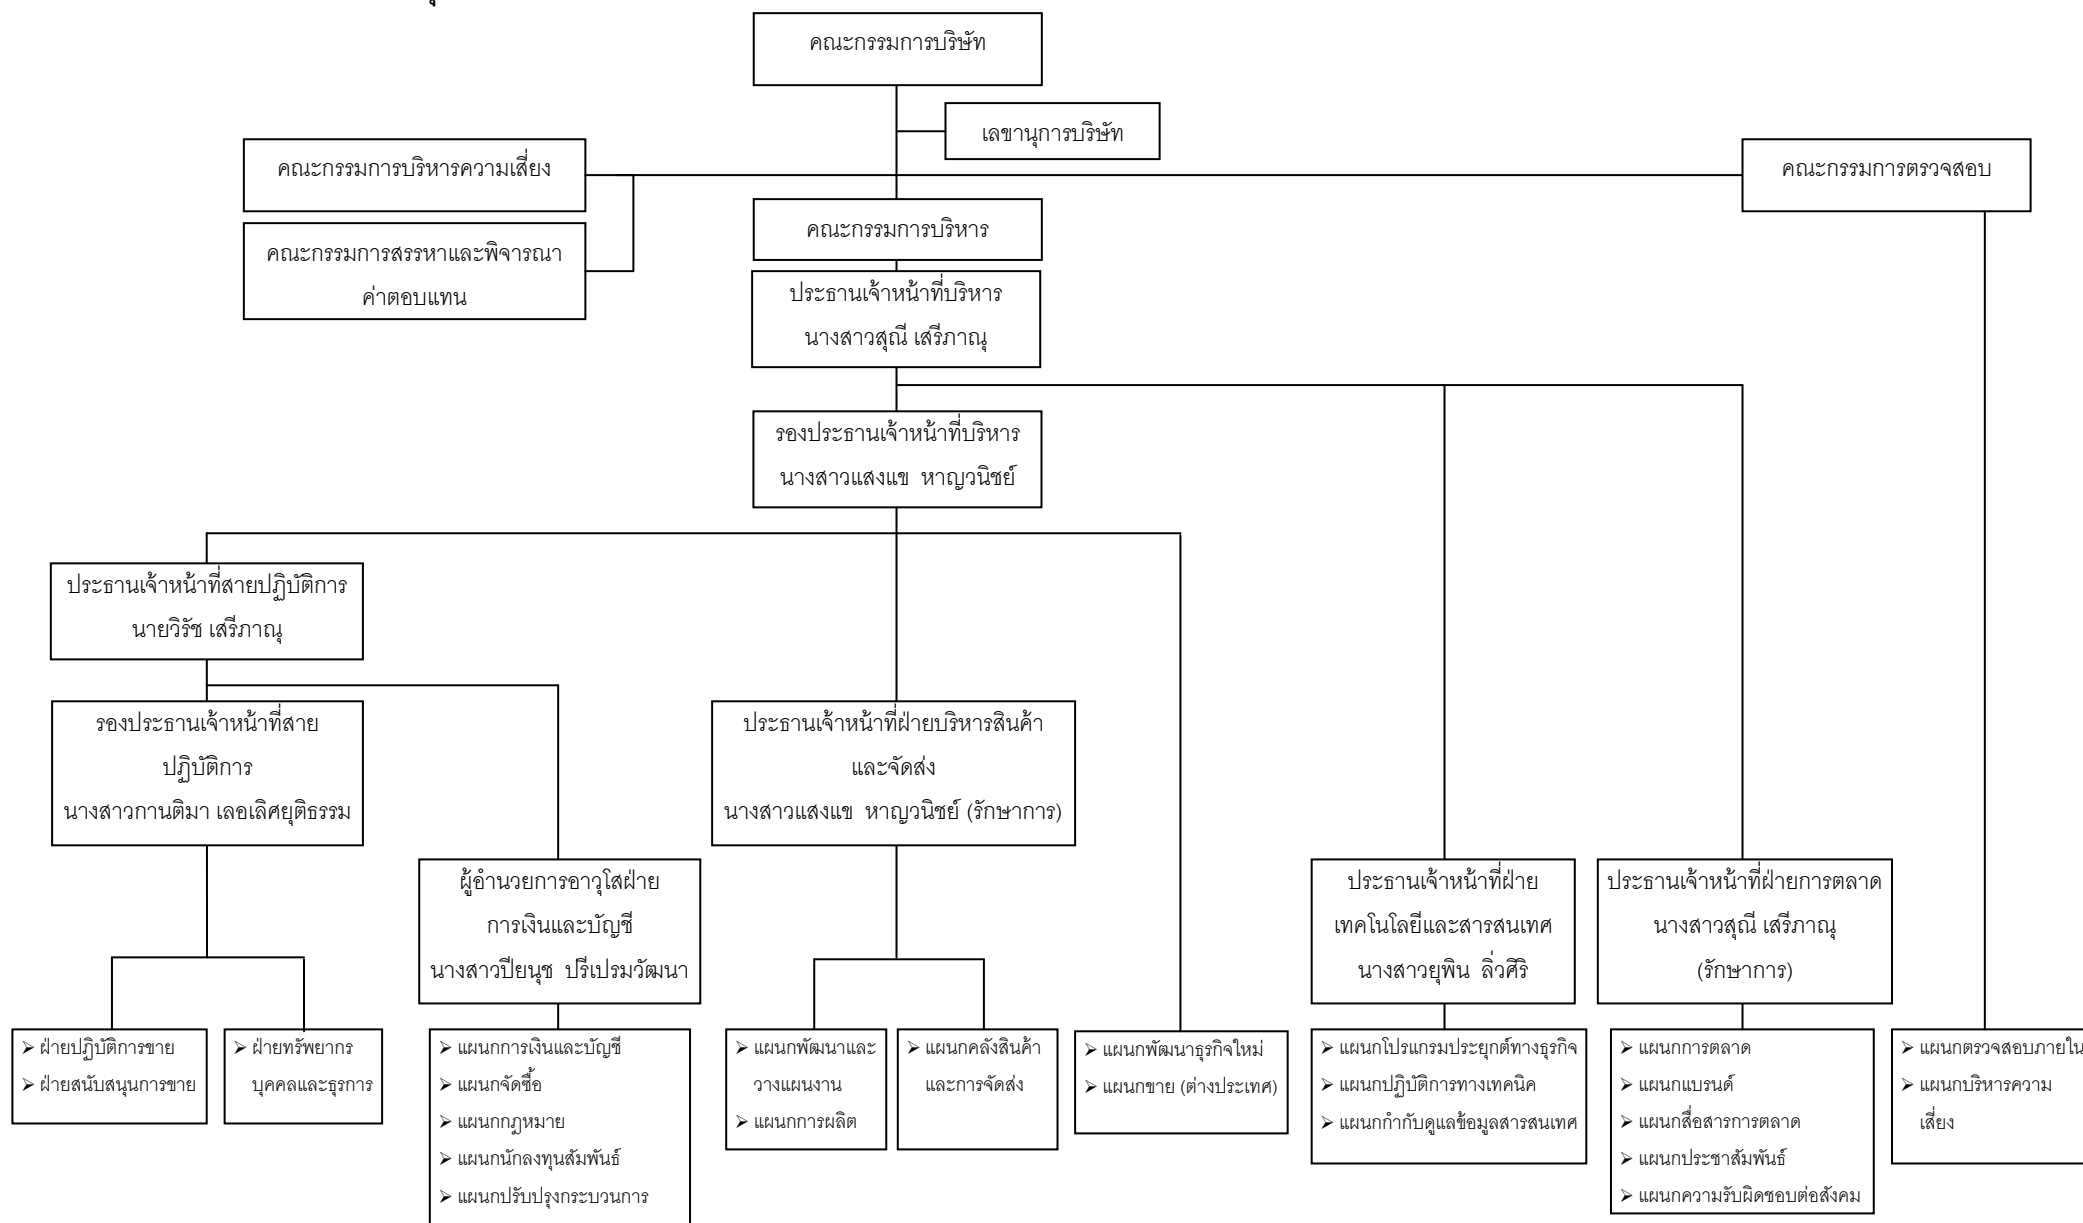 คณะกรรมการบริษัท
เลขานุการบริษัท
คณะกรรมการบริหารความเสี่ยง
คณะกรรมการตรวจสอบ
คณะกรรมการสรรหาและพิจารณา
ค่าตอบแทน
คณะกรรมการบริหาร
ประธานเจ้าหน้าที่บริหาร
นางสาวสุณี เสรีภาณุ
รองประธานเจ้าหน้าที่บริหาร
นางสาวแสงแข หาญวนิชย์
ประธานเจ้าหน้าที่สายปฏิบัติการ
นายวิรัช เสรีภาณุ
รองประธานเจ้าหน้าที่สาย
ปฏิบัติการ
นางสาวกานติมา เลอเลิศยุติธรรม
ประธานเจ้าหน้าที่ฝ่ายบริหารสินค้า
และจัดส่ง
นางสาวแสงแข หาญวนิชย์ (รักษาการ)
ผู้อำนวยการอาวุโสฝ่าย
การเงินและบัญชี
นางสาวปิยนุช ปรีเปรมวัฒนา
ประธานเจ้าหน้าที่ฝ่าย
เทคโนโลยีและสารสนเทศ
นางสาวยุพิน ลิ่วศิริ
ประธานเจ้าหน้าที่ฝ่ายการตลาด
นางสาวสุณี เสรีภาณุ
(รักษาการ)
➢ ฝ่ายปฏิบัติการขาย
➢ ฝ่ายสนับสนุนการขาย
➢ ฝ่ายทรัพยากร
บุคคลและธุรการ
➢ แผนกการเงินและบัญชี
➢ แผนกจัดซื้อ
➢ แผนกกฎหมาย
➢ แผนกนักลงทุนสัมพันธ์
➢ แผนกปรับปรุงกระบวนการ
➢ แผนกพัฒนาและ
วางแผนงาน
➢ แผนกการผลิต
➢ แผนกคลังสินค้า
และการจัดส่ง
➢ แผนกพัฒนาธุรกิจใหม่
➢ แผนกขาย (ต่างประเทศ)
➢ แผนกโปรแกรมประยุกต์ทางธุรกิจ
➢ แผนกปฏิบัติการทางเทคนิค
➢ แผนกกำกับดูแลข้อมูลสารสนเทศ
➢ แผนกการตลาด
➢ แผนกแบรนด์
➢ แผนกสื่อสารการตลาด
➢ แผนกประชาสัมพันธ์
➢ แผนกความรับผิดชอบต่อสังคม
➢ แผนกตรวจสอบภายใน
➢ แผนกบริหารความ
เสี่ยง